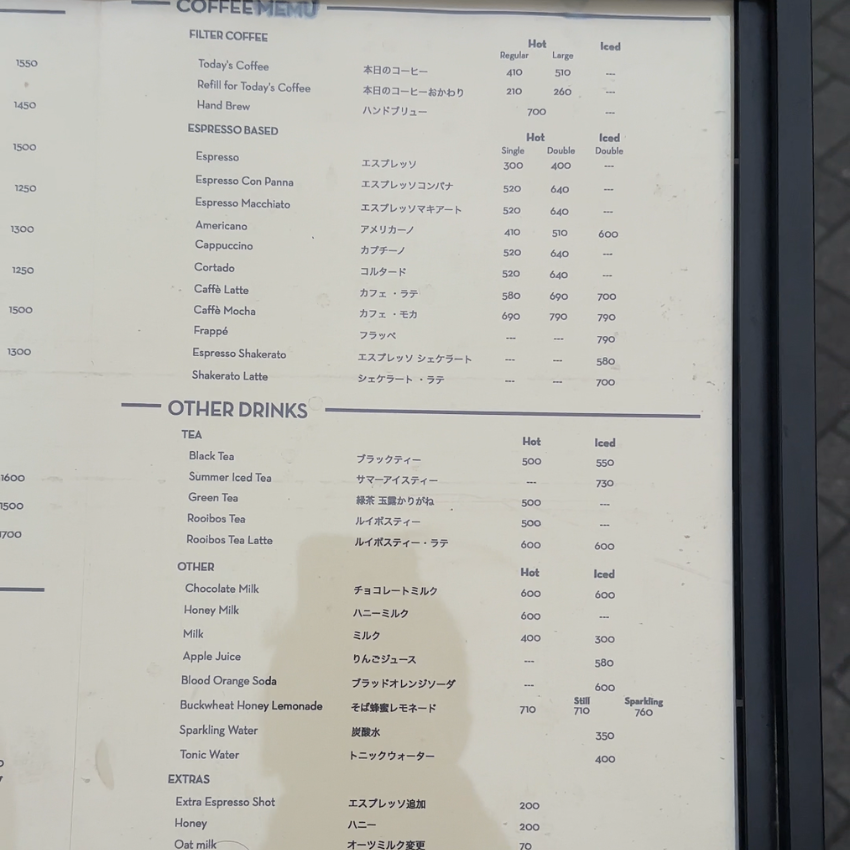 COFFEE MENU
1550
1450
1500
1250
1300
1250
1500
1300
1600
1500
1700
FILTER COFFEE Hot Iced
Regular Large
Today's Coffee 本日のコーヒー 410 510 ---
Refill for Today's Coffee 本日のコーヒーおかわり 210 260 ---
Hand Brew ハンドブリュー 700 ---
ESPRESSO BASED Hot Iced
Single Double Double
Espresso エスプレッソ 300 400 ---
Espresso Con Panna エスプレッソコンパナ 520 640 ---
Espresso Macchiato エスプレッソマキアート 520 640 ---
Americano アメリカーノ 410 510 600
Cappuccino カプチーノ 520 640 ---
Cortado コルタード 520 640 ---
Caffè Latte カフェ・ラテ 580 690 700
Caffè Mocha カフェ・モカ 690 790 790
Frappé フラッペ --- --- 790
Espresso Shakerato エスプレッソ シェケラート --- --- 580
Shakerato Latte シェケラート・ラテ --- --- 700
OTHER DRINKS
TEA Hot Iced
Black Tea ブラックティー 500 550
Summer Iced Tea サマーアイスティー --- 730
Green Tea 緑茶 玉露かりがね 500 ---
Rooibos Tea ルイボスティー 500 ---
Rooibos Tea Latte ルイボスティー・ラテ 600 600
OTHER Hot Iced
Chocolate Milk チョコレートミルク 600 600
Honey Milk ハニーミルク 600 ---
Milk ミルク 400 300
Apple Juice りんごジュース --- 580
Blood Orange Soda ブラッドオレンジソーダ --- 600
Still Sparkling
Buckwheat Honey Lemonade そば蜂蜜レモネード 710 710 760
Sparkling Water 炭酸水 350
Tonic Water トニックウォーター 400
EXTRAS
Extra Espresso Shot エスプレッソ追加 200
Honey ハニー 200
Oat milk オーツミルク変更 70